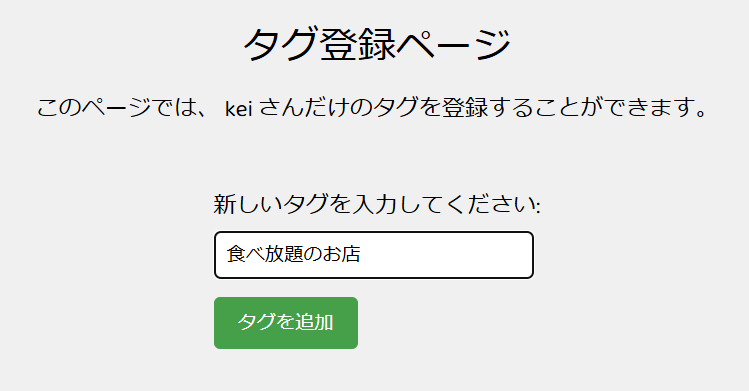 タグ登録ページ
このページでは、 kei さんだけのタグを登録することができます。
新しいタグを入力してください:
食べ放題のお店
タグを追加